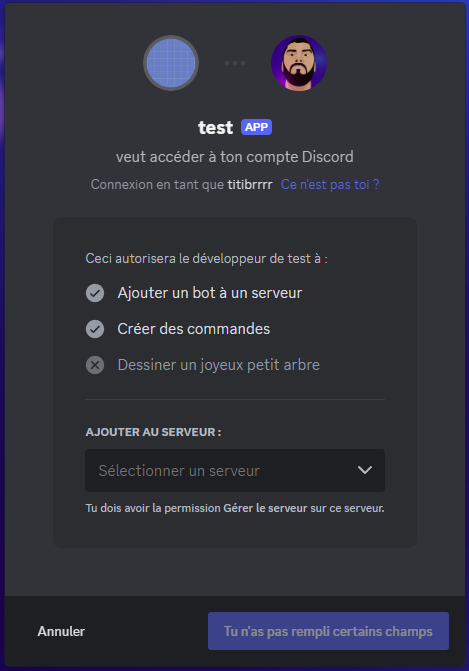 test APP
veut accéder à ton compte Discord
Connexion en tant que titibrrrr Ce n'est pas toi ?
Ceci autorisera le développeur de test à :
Ajouter un bot à un serveur
Créer des commandes
Dessiner un joyeux petit arbre
AJOUTER AU SERVEUR :
Sélectionner un serveur
Tu dois avoir la permission Gérer le serveur sur ce serveur.
Annuler
Tu n'as pas rempli certains champs